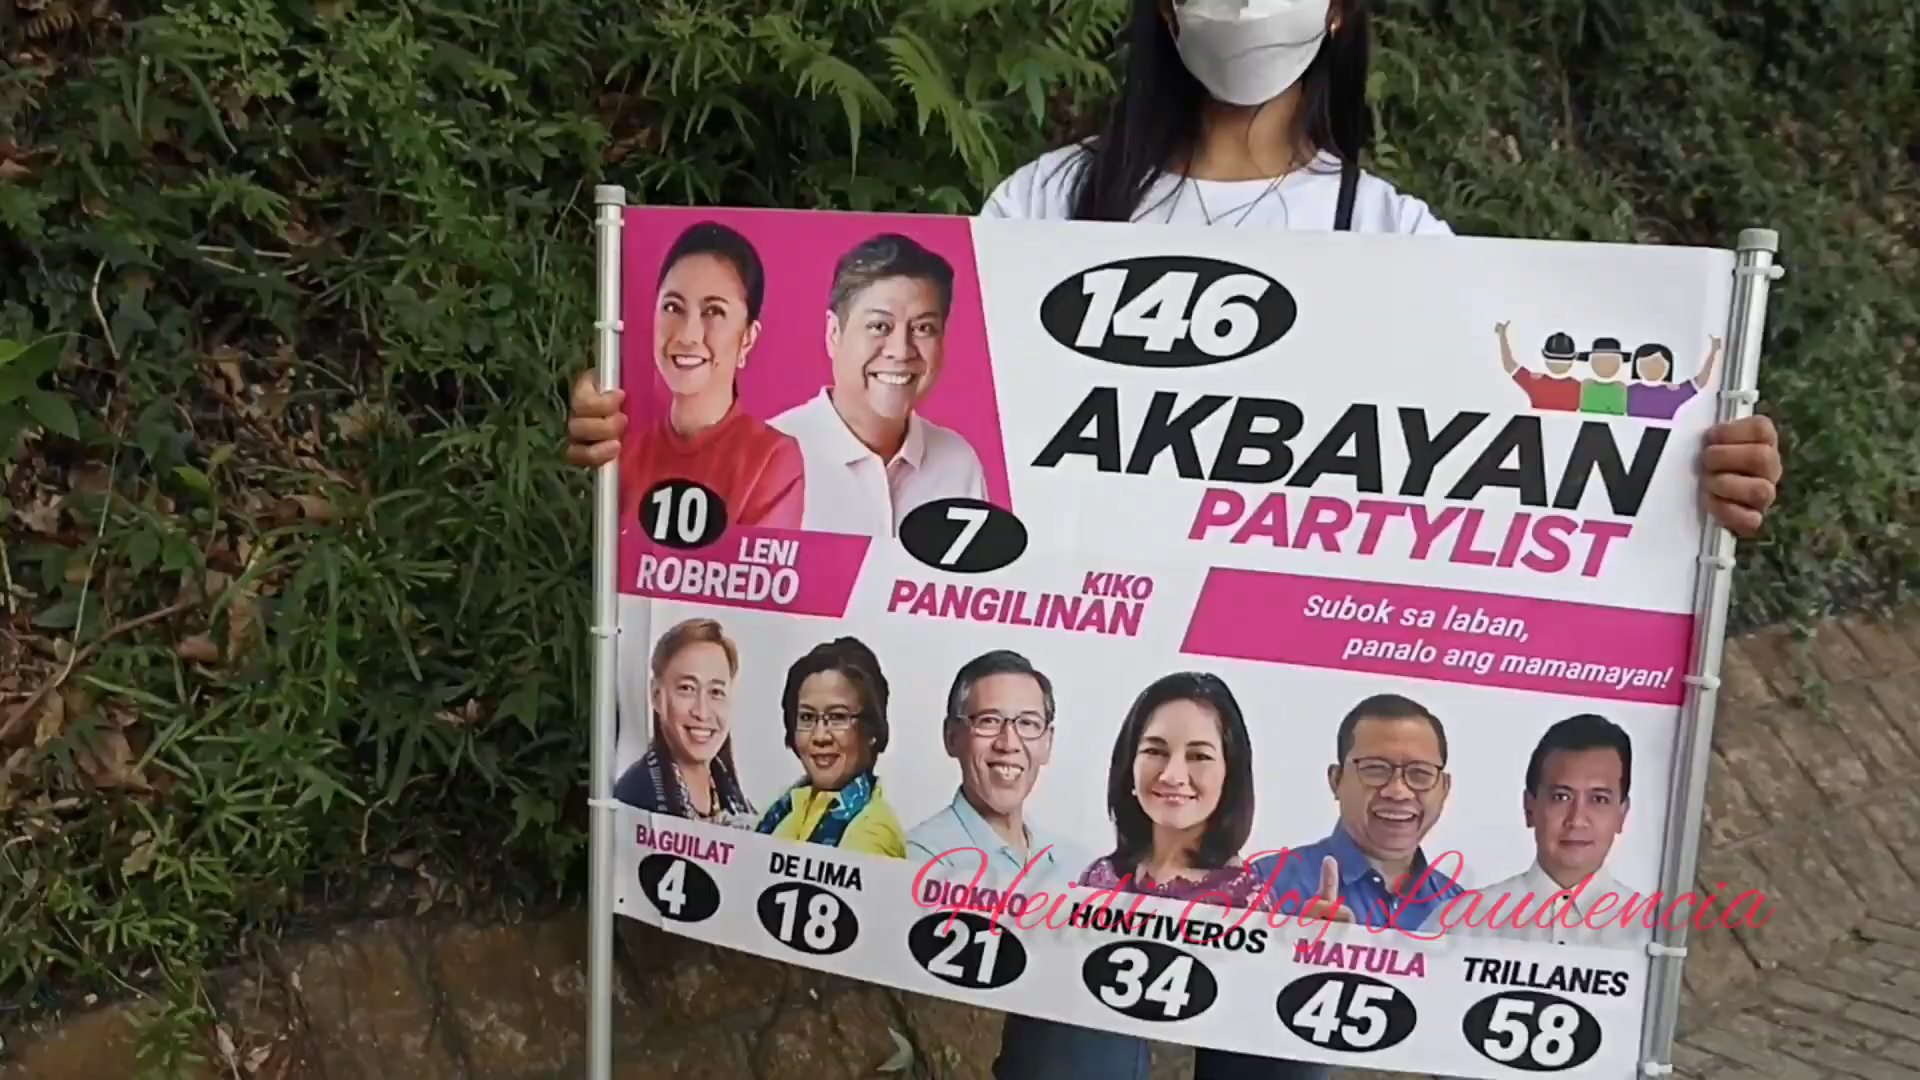 146
AKBAYAN
PARTYLIST
10
LENI
ROBREDO
7
KIKO
PANGILINAN
Subok sa laban,
panalo ang mamamayan!
BAGUILAT
4
DE LIMA
18
DIOKNO
21
HONTIVEROS
34
MATULA
45
TRILLANES
58
Heidi Joy Laudencia